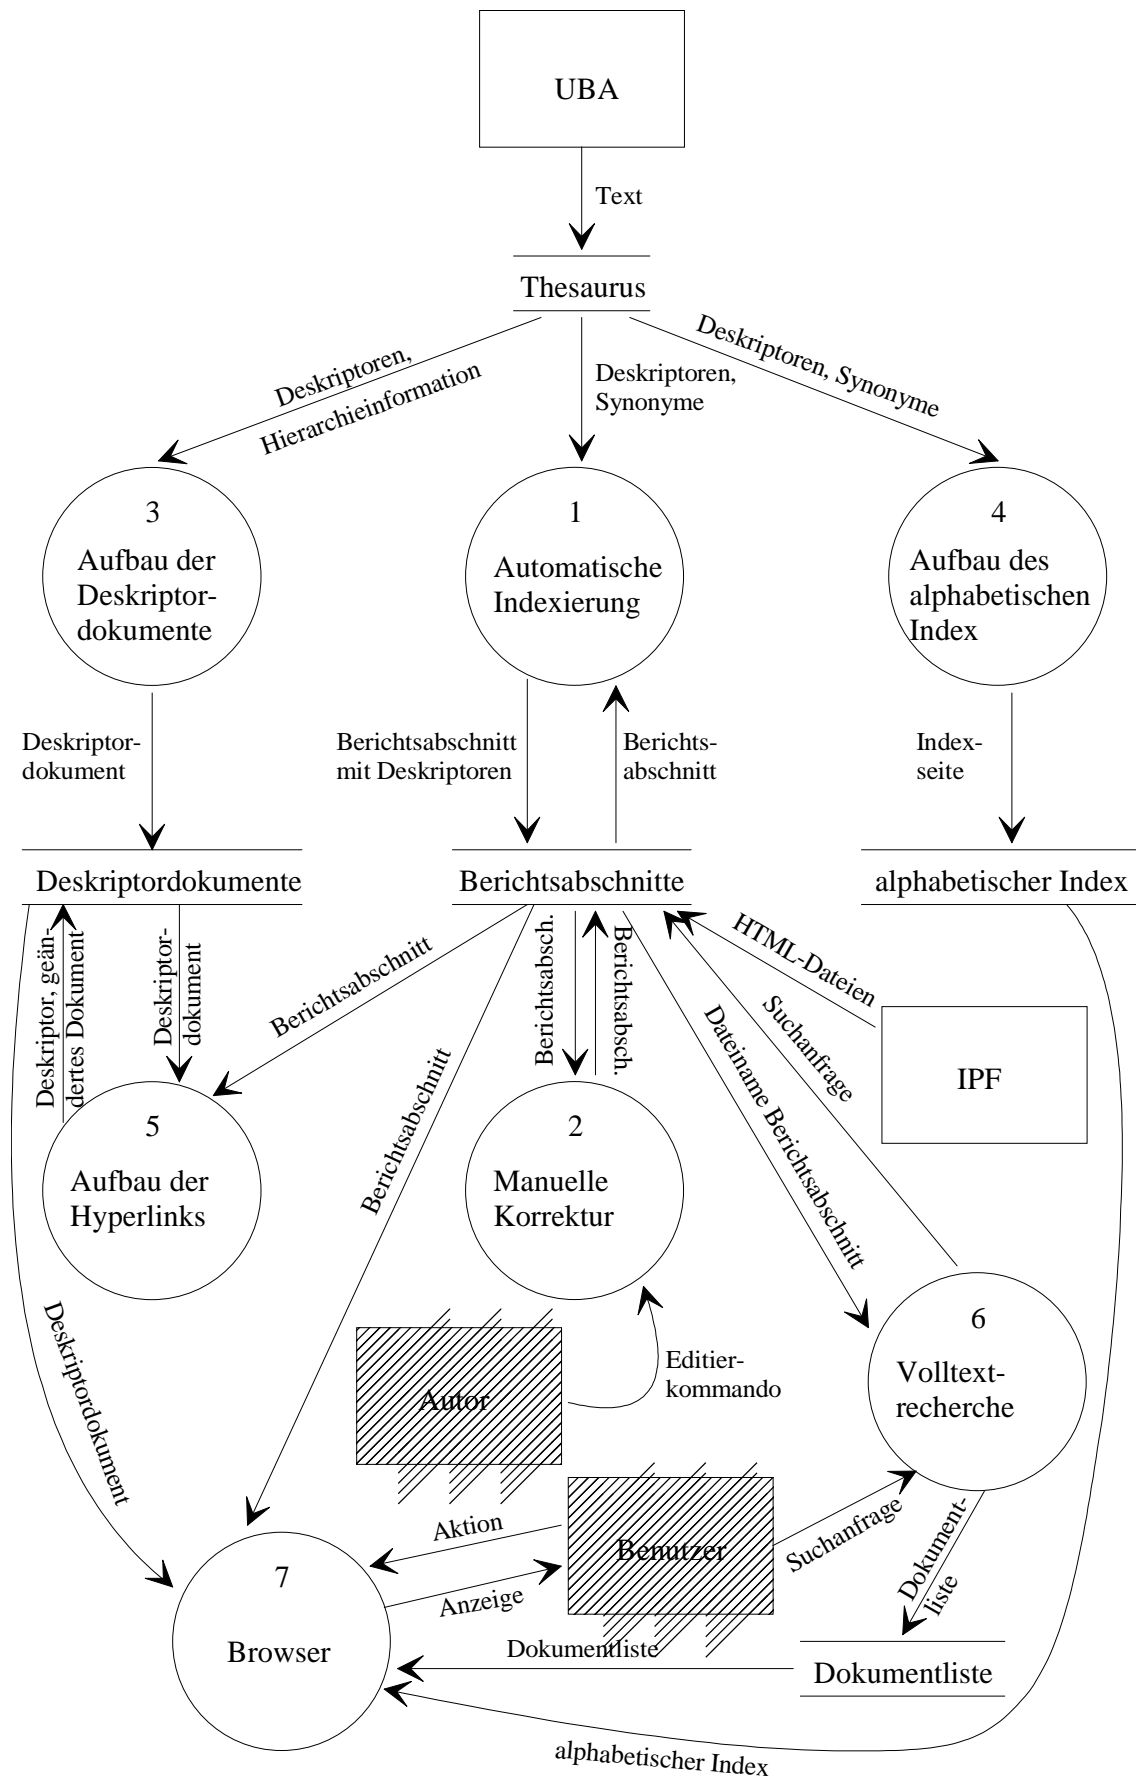 UBA
Text
Thesaurus
Deskriptoren,
Hierarchieinformation
Deskriptoren,
Synonyme
Deskriptoren, Synonyme
3
Aufbau der
Deskriptor-
dokumente
1
Automatische
Indexierung
4
Aufbau des
alphabetischen
Index
Deskriptor-
dokument
Berichtsabschnitt
mit Deskriptoren
Berichts-
abschnitt
Index-
seite
Deskriptordokumente
Berichtsabschnitte
alphabetischer Index
Deskriptor, geän-
dertes Dokument
Deskriptor-
dokument
Berichtsabschnitt
Berichtsabschnitt
Berichtsabsch.
Berichtsabsch.
Dateiname Berichtsabschnitt
Suchanfrage
HTML-Dateien
IPF
5
Aufbau der
Hyperlinks
2
Manuelle
Korrektur
6
Volltext-
recherche
Deskriptordokument
Autor
Editier-
kommando
Aktion
Benutzer
Anzeige
Suchanfrage
Dokument-
liste
7
Browser
Dokumentliste
Dokumentliste
alphabetischer Index